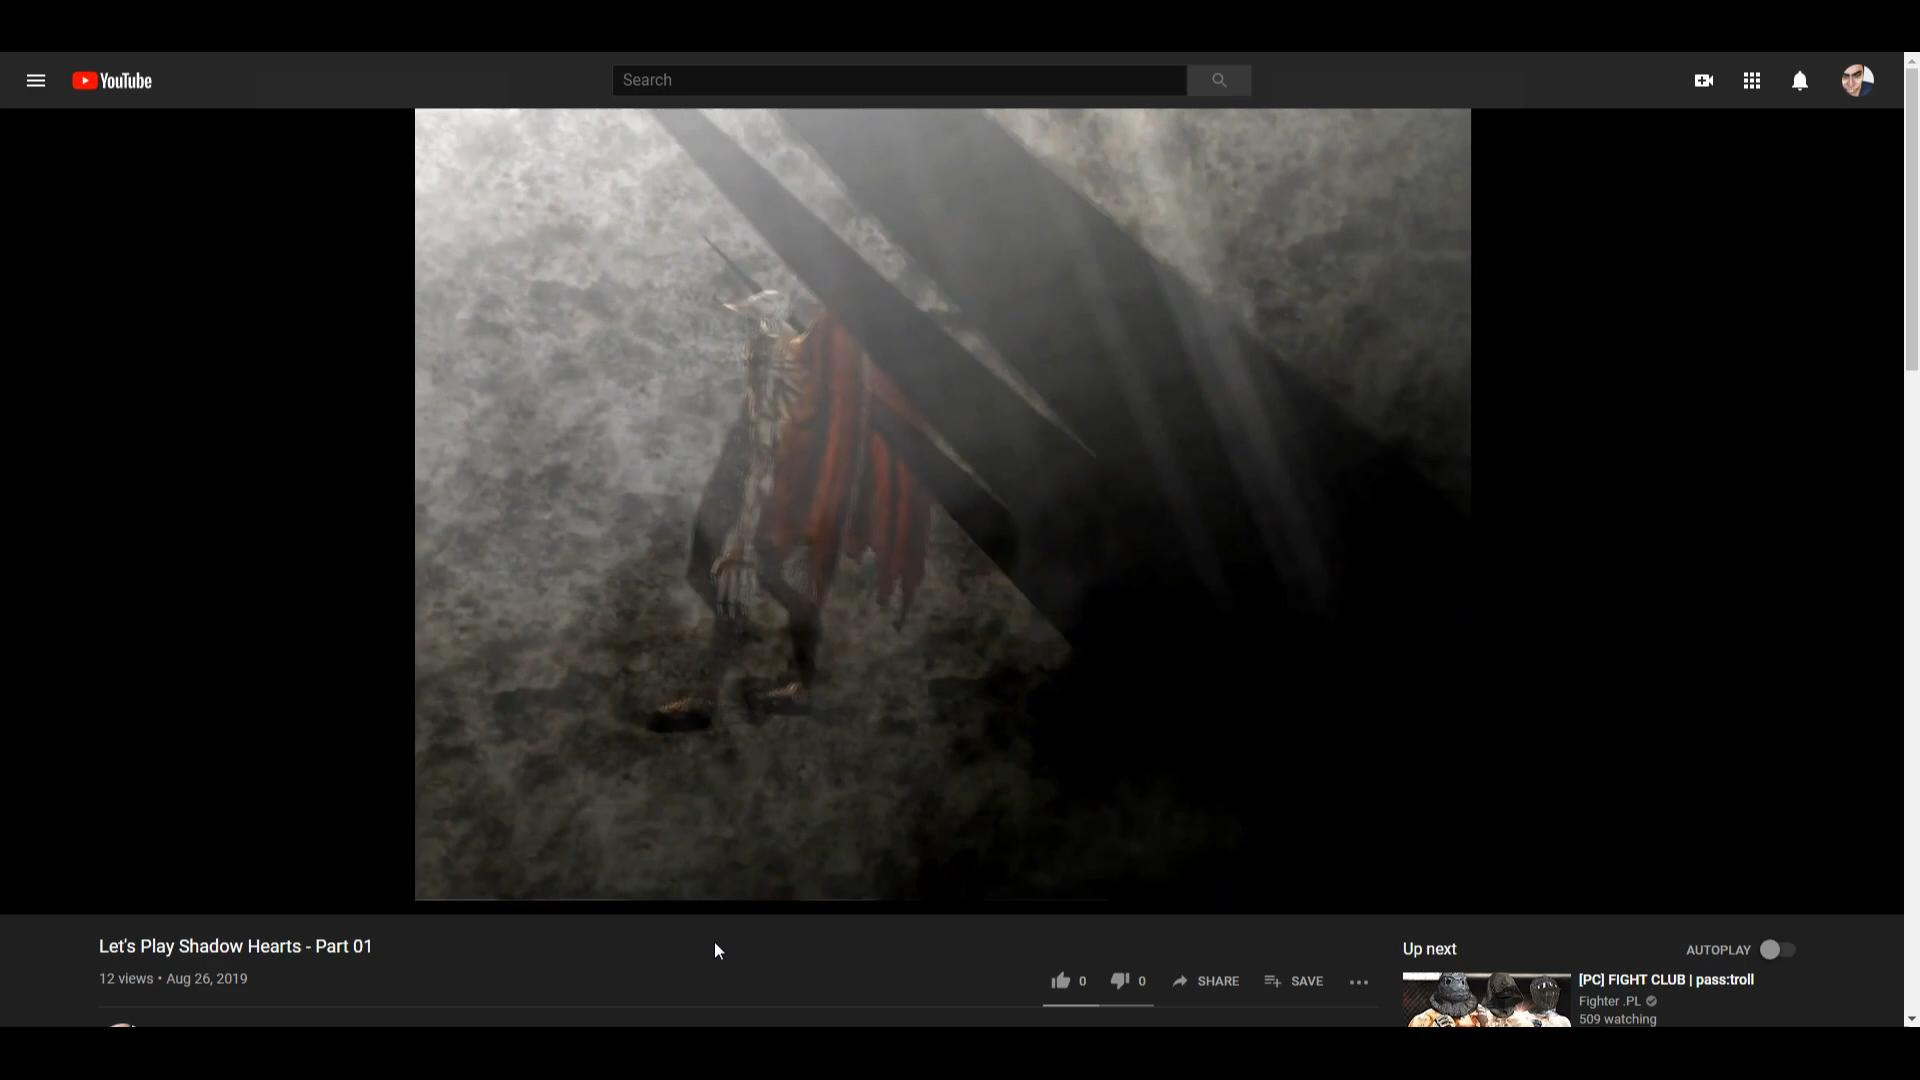 YouTube
Search
Let's Play Shadow Hearts - Part 01
12 views • Aug 26, 2019
0
0
SHARE
SAVE
Up next
AUTOPLAY
[PC] FIGHT CLUB | pass:troll
Fighter .PL
509 watching